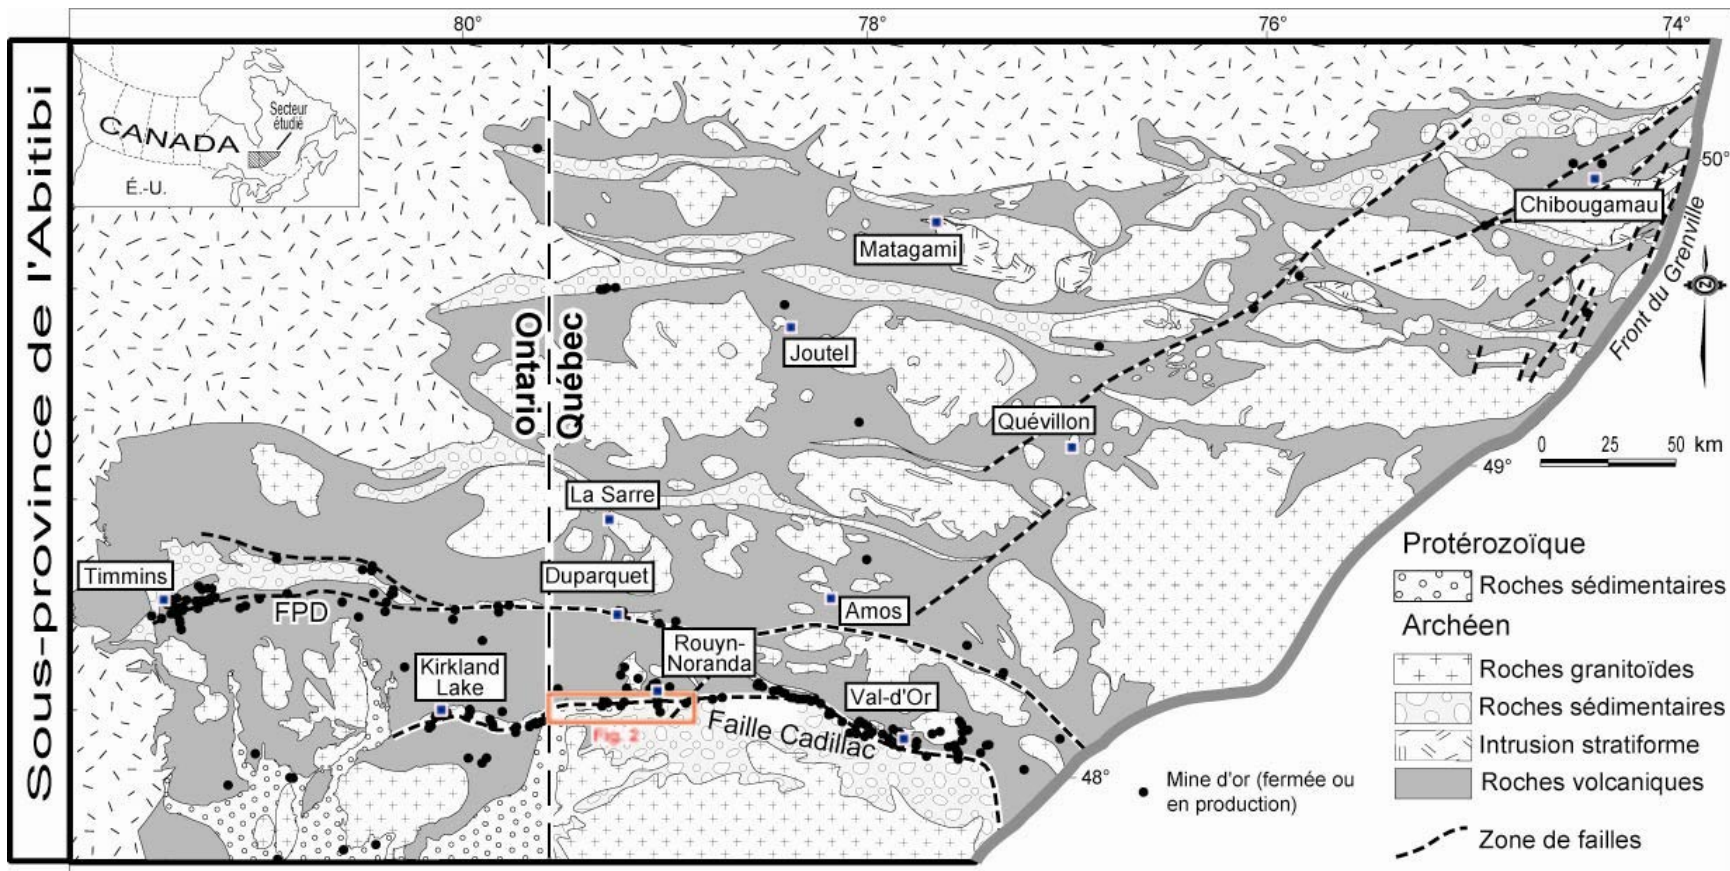 80°
78°
76°
74°
Sous-province de l'Abitibi
CANADA
Secteur
étudié
É.-U.
50°
Chibougamau
Matagami
Front du Grenville
N
Ontario
Québec
Joutel
Quévillon
0 25 50 km
49°
La Sarre
Timmins
Duparquet
FPD
Amos
Rouyn-
Noranda
Kirkland
Lake
Val-d'Or
Faille Cadillac
Fig. 2
48°
Protérozoïque
Roches sédimentaires
Archéen
Roches granitoïdes
Roches sédimentaires
Intrusion stratiforme
Roches volcaniques
Mine d'or (fermée ou
en production)
Zone de failles